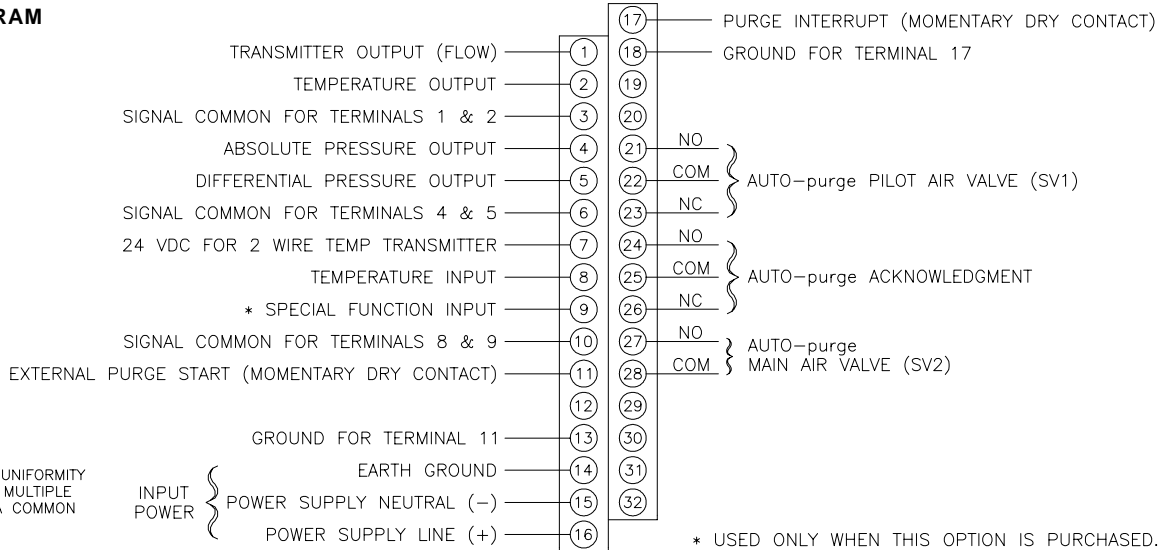 RAM
TRANSMITTER OUTPUT (FLOW) 1
TEMPERATURE OUTPUT 2
SIGNAL COMMON FOR TERMINALS 1 & 2 3
ABSOLUTE PRESSURE OUTPUT 4
DIFFERENTIAL PRESSURE OUTPUT 5
SIGNAL COMMON FOR TERMINALS 4 & 5 6
24 VDC FOR 2 WIRE TEMP TRANSMITTER 7
TEMPERATURE INPUT 8
* SPECIAL FUNCTION INPUT 9
SIGNAL COMMON FOR TERMINALS 8 & 9 10
EXTERNAL PURGE START (MOMENTARY DRY CONTACT) 11
12
GROUND FOR TERMINAL 11 13
EARTH GROUND 14
POWER SUPPLY NEUTRAL (−) 15
POWER SUPPLY LINE (+) 16
INPUT
POWER
UNIFORMITY
MULTIPLE
A COMMON
17 PURGE INTERRUPT (MOMENTARY DRY CONTACT)
18 GROUND FOR TERMINAL 17
19
20
21 NO
22 COM AUTO−purge PILOT AIR VALVE (SV1)
23 NC
24 NO
25 COM AUTO−purge ACKNOWLEDGMENT
26 NC
27 NO AUTO−purge
28 COM MAIN AIR VALVE (SV2)
29
30
31
32
* USED ONLY WHEN THIS OPTION IS PURCHASED.